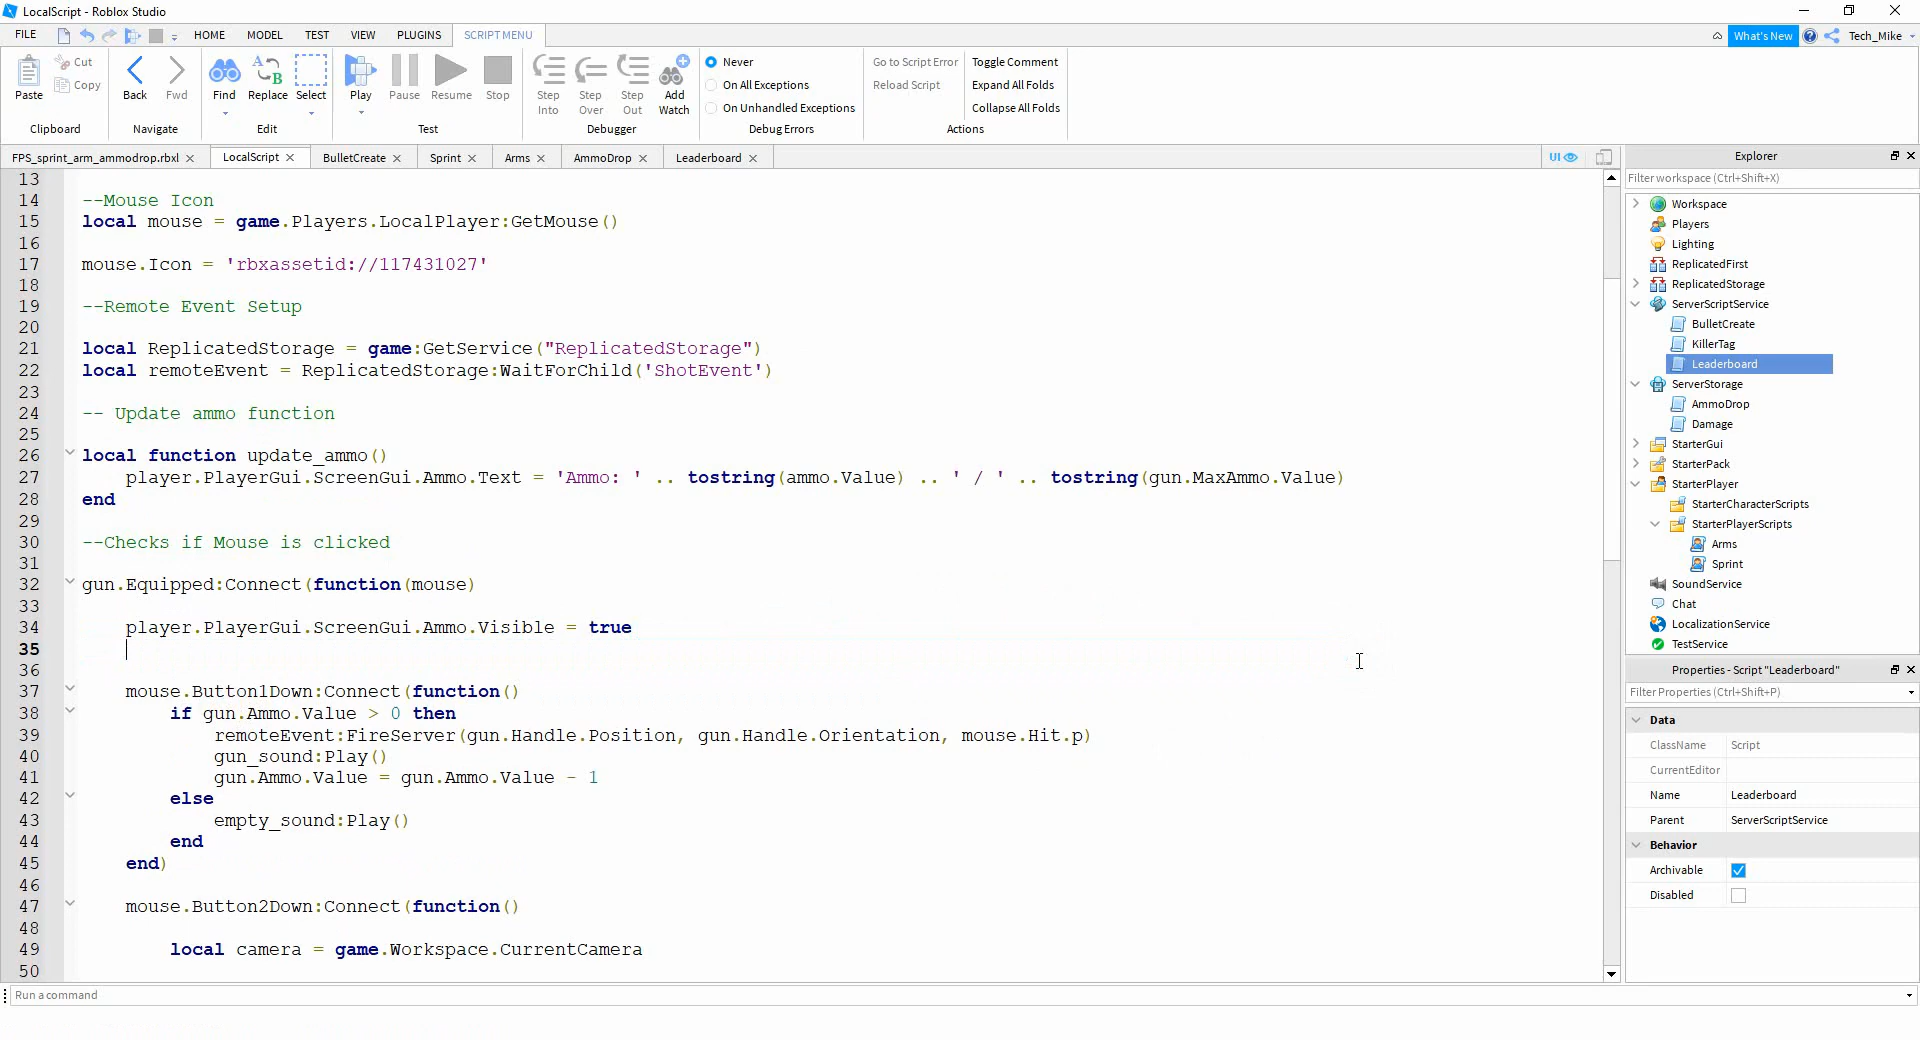 LocalScript - Roblox Studio
FILE HOME MODEL TEST VIEW PLUGINS SCRIPT MENU What's New Tech_Mike
Paste Cut Copy Back Fwd Find Replace Select Play Pause Resume Stop Step Into Step Over Step Out Add Watch
Never
On All Exceptions
On Unhandled Exceptions
Go to Script Error
Reload Script
Toggle Comment
Expand All Folds
Collapse All Folds
Clipboard Navigate Edit Test Debugger Debug Errors Actions
FPS_sprint_arm_ammodrop.rbxl LocalScript BulletCreate Sprint Arms AmmoDrop Leaderboard UI
13
14 --Mouse Icon
15 local mouse = game.Players.LocalPlayer:GetMouse()
16
17 mouse.Icon = 'rbxassetid://117431027'
18
19 --Remote Event Setup
20
21 local ReplicatedStorage = game:GetService("ReplicatedStorage")
22 local remoteEvent = ReplicatedStorage:WaitForChild('ShotEvent')
23
24 -- Update ammo function
25
26 local function update_ammo()
27 player.PlayerGui.ScreenGui.Ammo.Text = 'Ammo: ' .. tostring(ammo.Value) .. ' / ' .. tostring(gun.MaxAmmo.Value)
28 end
29
30 --Checks if Mouse is clicked
31
32 gun.Equipped:Connect(function(mouse)
33
34 player.PlayerGui.ScreenGui.Ammo.Visible = true
35
36
37 mouse.Button1Down:Connect(function()
38 if gun.Ammo.Value > 0 then
39 remoteEvent:FireServer(gun.Handle.Position, gun.Handle.Orientation, mouse.Hit.p)
40 gun_sound:Play()
41 gun.Ammo.Value = gun.Ammo.Value - 1
42 else
43 empty_sound:Play()
44 end
45 end)
46
47 mouse.Button2Down:Connect(function()
48
49 local camera = game.Workspace.CurrentCamera
50
Run a command
Explorer
Filter workspace (Ctrl+Shift+X)
Workspace
Players
Lighting
ReplicatedFirst
ReplicatedStorage
ServerScriptService
BulletCreate
KillerTag
Leaderboard
ServerStorage
AmmoDrop
Damage
StarterGui
StarterPack
StarterPlayer
StarterCharacterScripts
StarterPlayerScripts
Arms
Sprint
SoundService
Chat
LocalizationService
TestService
Properties - Script "Leaderboard"
Filter Properties (Ctrl+Shift+P)
Data
ClassName Script
CurrentEditor
Name Leaderboard
Parent ServerScriptService
Behavior
Archivable
Disabled